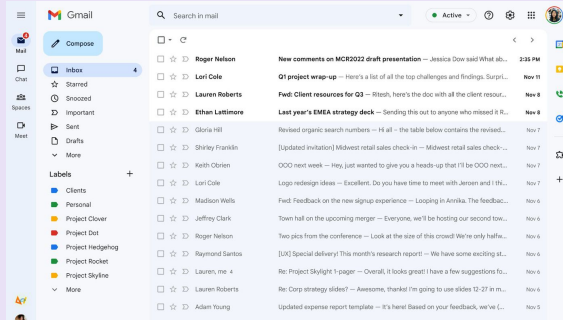 Gmail
Search in mail
Active
4
Mail
Chat
Spaces
Meet
Compose
Inbox 4
Starred
Snoozed
Important
Sent
Drafts
More
Labels +
Clients
Personal
Project Clover
Project Dot
Project Hedgehog
Project Rocket
Project Skyline
More
Roger Nelson New comments on MCR2022 draft presentation — Jessica Dow said What ab... 2:35 PM
Lori Cole Q1 project wrap-up — Here's a list of all the top challenges and findings. Surpri... Nov 11
Lauren Roberts Fwd: Client resources for Q3 — Ritesh, here's the doc with all the client resour... Nov 8
Ethan Lattimore Last year's EMEA strategy deck — Sending this out to anyone who missed it R... Nov 8
Gloria Hill Revised organic search numbers — Hi all – the table below contains the revised... Nov 7
Shirley Franklin [Updated invitation] Midwest retail sales check-in — Midwest retail sales check-... Nov 7
Keith Obrien OOO next week — Hey, just wanted to give you a heads-up that I'll be OOO next... Nov 7
Lori Cole Logo redesign ideas — Excellent. Do you have time to meet with Jeroen and I thi... Nov 7
Madison Wells Fwd: Feedback on the new signup experience — Looping in Annika. The feedbac... Nov 6
Jeffrey Clark Town hall on the upcoming merger — Everyone, we'll be hosting our second tow... Nov 6
Roger Nelson Two pics from the conference — Look at the size of this crowd! We're only halfw... Nov 6
Raymond Santos [UX] Special delivery! This month's research report! — We have some exciting st... Nov 6
Lauren, me 4 Re: Project Skylight 1-pager — Overall, it looks great! I have a few suggestions fo... Nov 6
Lauren Roberts Re: Corp strategy slides? — Awesome, thanks! I'm going to use slides 12-27 in m... Nov 6
Adam Young Updated expense report template — It's here! Based on your feedback, we've (... Nov 5